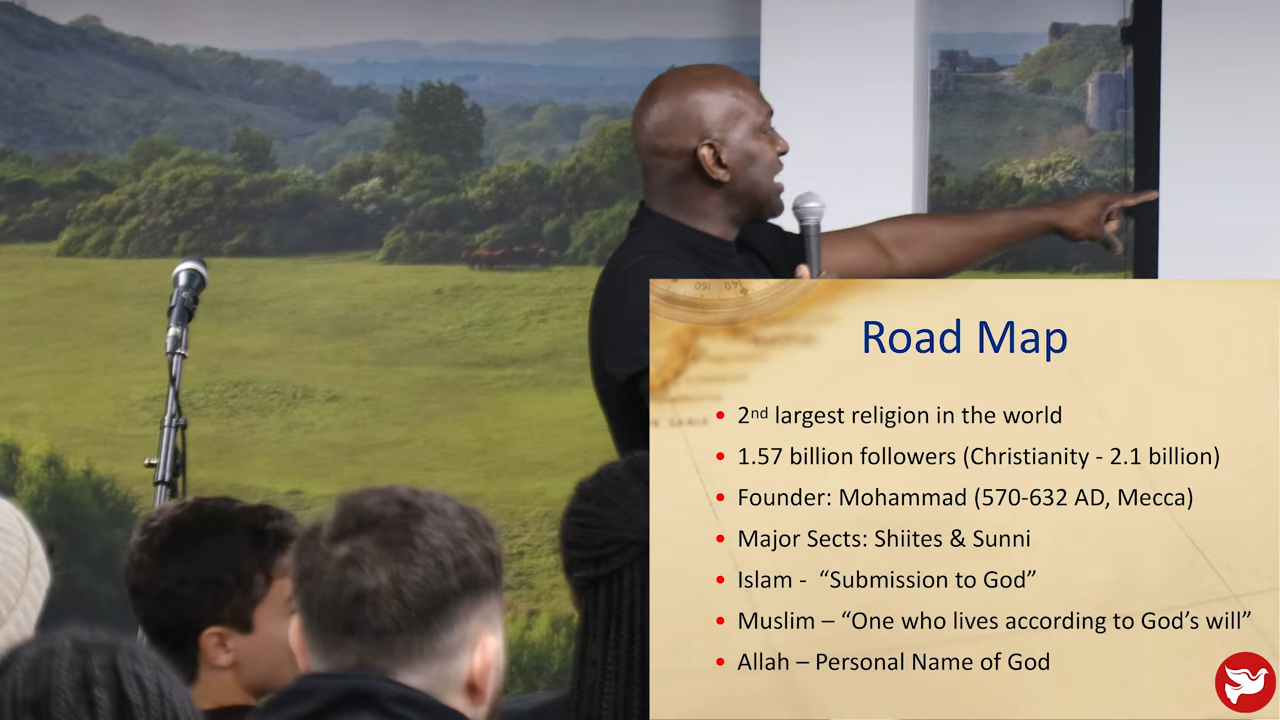 Road Map
• 2nd largest religion in the world
• 1.57 billion followers (Christianity - 2.1 billion)
• Founder: Mohammad (570-632 AD, Mecca)
• Major Sects: Shiites & Sunni
• Islam - “Submission to God”
• Muslim – “One who lives according to God’s will”
• Allah – Personal Name of God